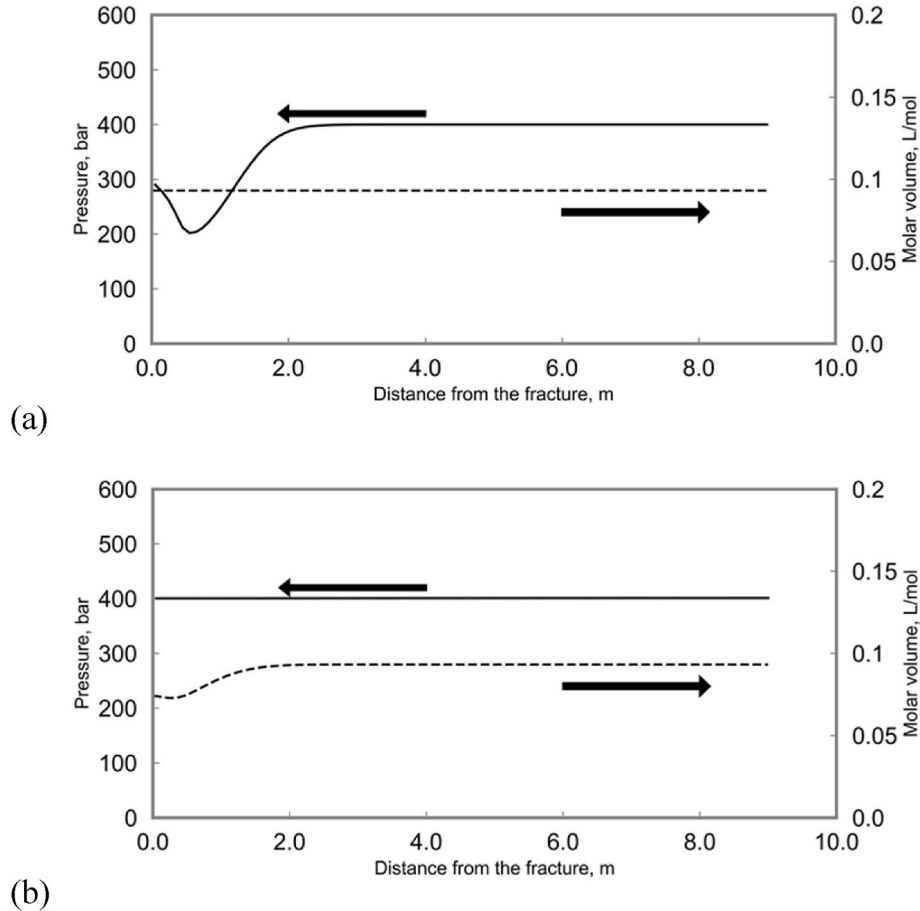 600
500
400
300
200
100
0
Pressure, bar
0.2
0.15
0.1
0.05
0.0
Molar volume, L/mol
0.0 2.0 4.0 6.0 8.0 10.0
Distance from the fracture, m
(a)
600
500
400
300
200
100
0
Pressure, bar
0.2
0.15
0.1
0.05
0.0
Molar volume, L/mol
0.0 2.0 4.0 6.0 8.0 10.0
Distance from the fracture, m
(b)